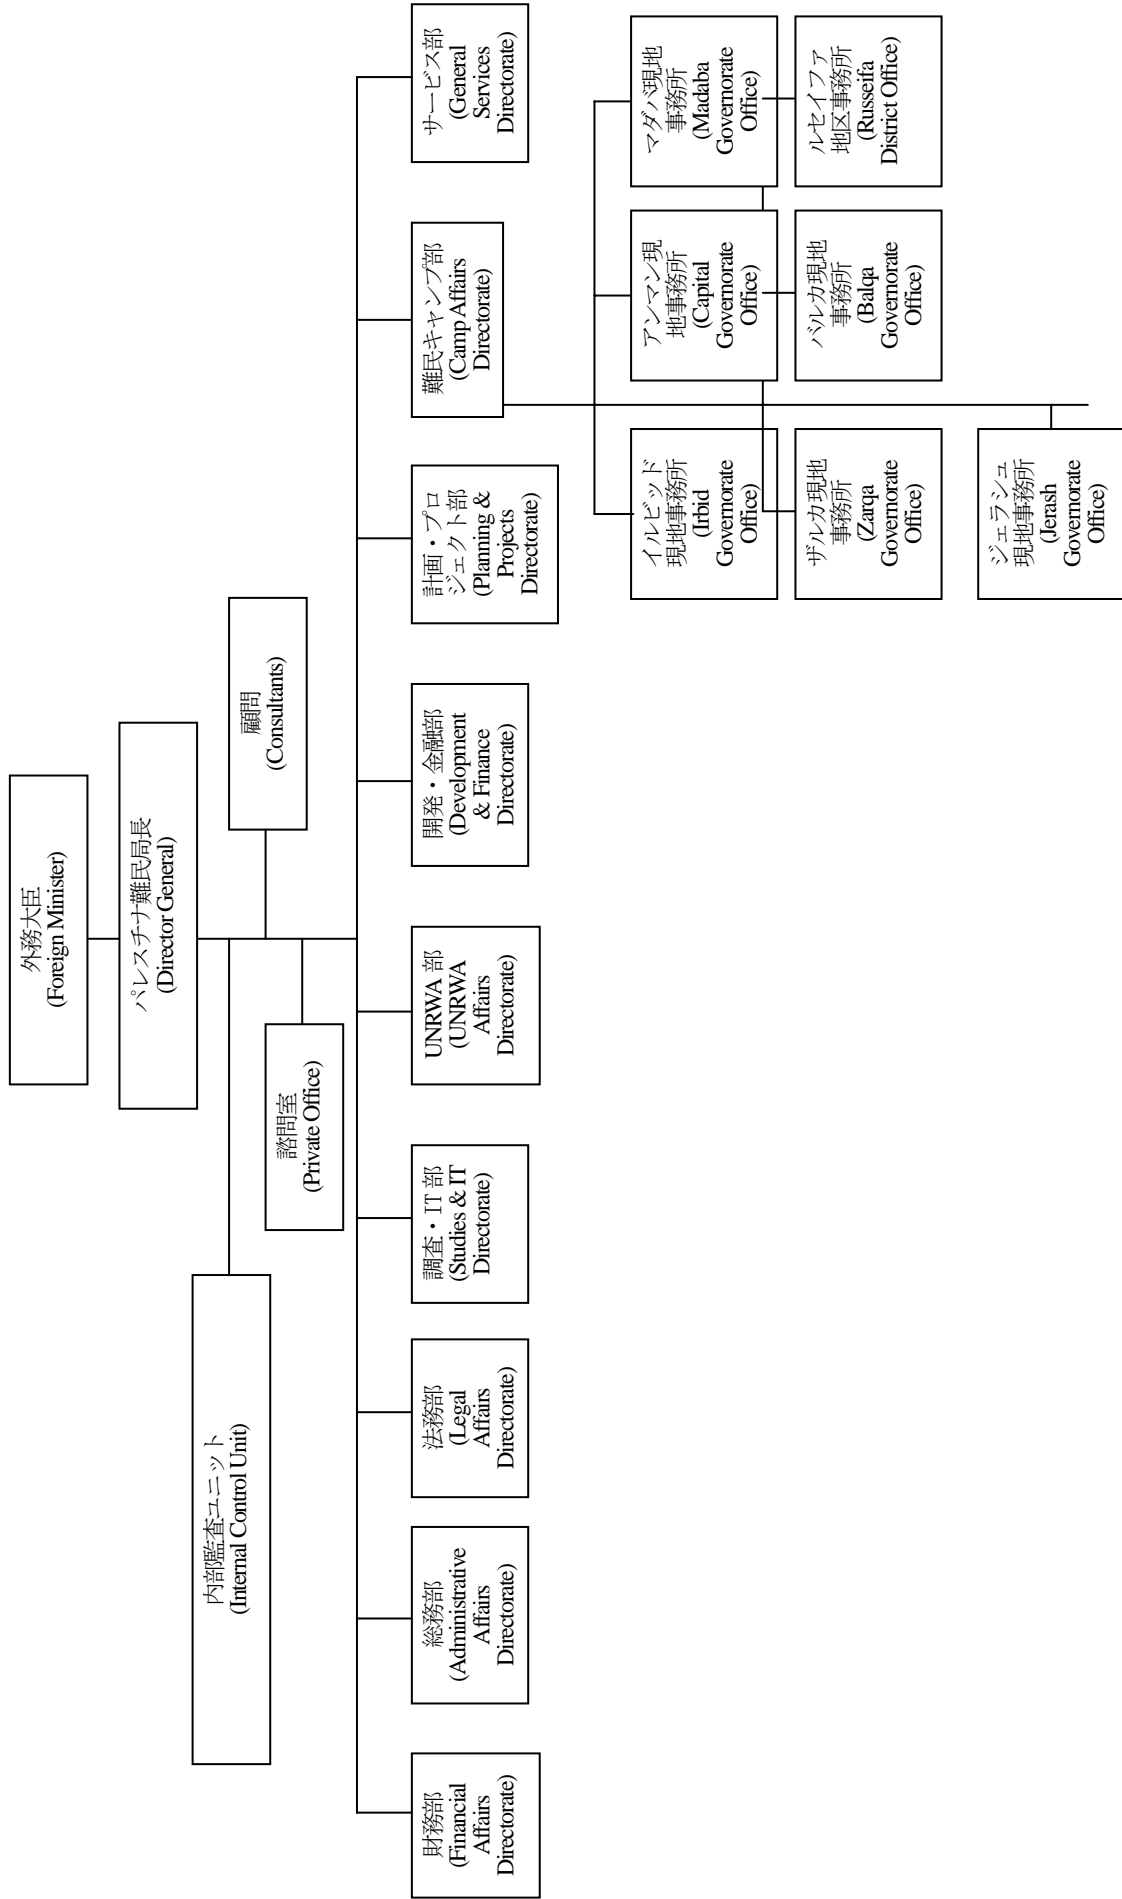 外務大臣
(Foreign Minister)
パレスチナ難民局長
(Director General)
内部監査ユニット
(Internal Control Unit)
顧問
(Consultants)
諮問室
(Private Office)
財務部
(Financial
Affairs
Directorate)
総務部
(Administrative
Affairs
Directorate)
法務部
(Legal
Affairs
Directorate)
調査・IT 部
(Studies & IT
Directorate)
UNRWA 部
(UNRWA
Affairs
Directorate)
開発・金融部
(Development
& Finance
Directorate)
計画・プロ
ジェクト部
(Planning &
Projects
Directorate)
難民キャンプ部
(Camp Affairs
Directorate)
サービス部
(General
Services
Directorate)
イルビッド
現地事務所
(Irbid
Governorate
Office)
アンマン現
地事務所
(Capital
Governorate
Office)
マダバ現地
事務所
(Madaba
Governorate
Office)
ザルカ現地
事務所
(Zarqa
Governorate
Office)
バルカ現地
事務所
(Balqa
Governorate
Office)
ルセイファ
地区事務所
(Russeifa
District Office)
ジェラシュ
現地事務所
(Jerash
Governorate
Office)